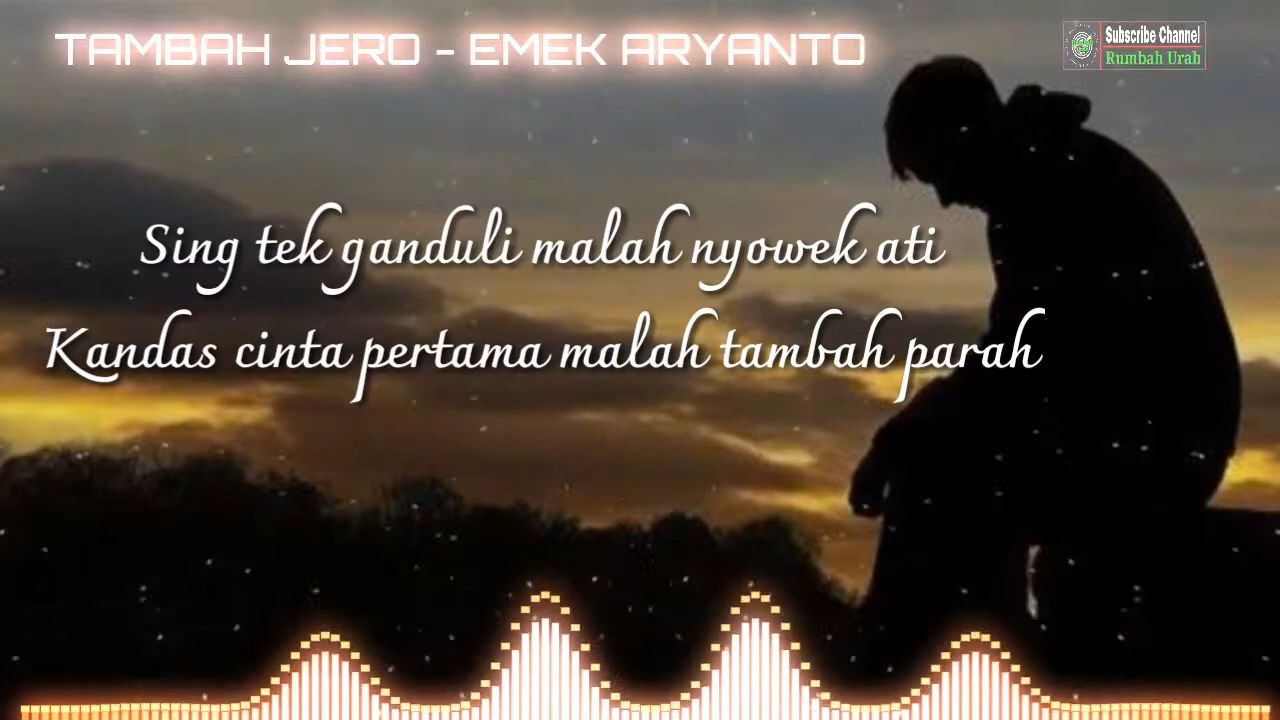 TAMBAH JERO - EMEK ARYANTO
Subscribe Channel
Rumbah Urab
Sing tek ganduli malah nyowek ati
Kandas cinta pertama malah tambah parah